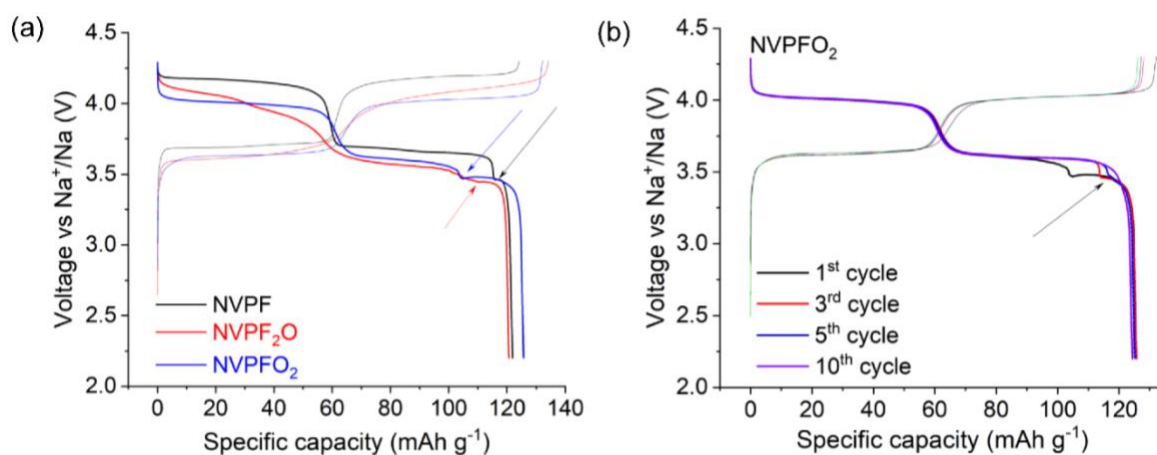 (a)
4.5
4.0
3.5
3.0
2.5
2.0
Voltage vs Na⁺/Na (V)
NVPF
NVPF₂O
NVPFO₂
0 20 40 60 80 100 120 140
Specific capacity (mAh g⁻¹)
(b)
NVPFO₂
4.5
4.0
3.5
3.0
2.5
2.0
Voltage vs Na⁺/Na (V)
1ˢᵗ cycle
3ʳᵈ cycle
5ᵗʰ cycle
10ᵗʰ cycle
0 20 40 60 80 100 120
Specific capacity (mAh g⁻¹)